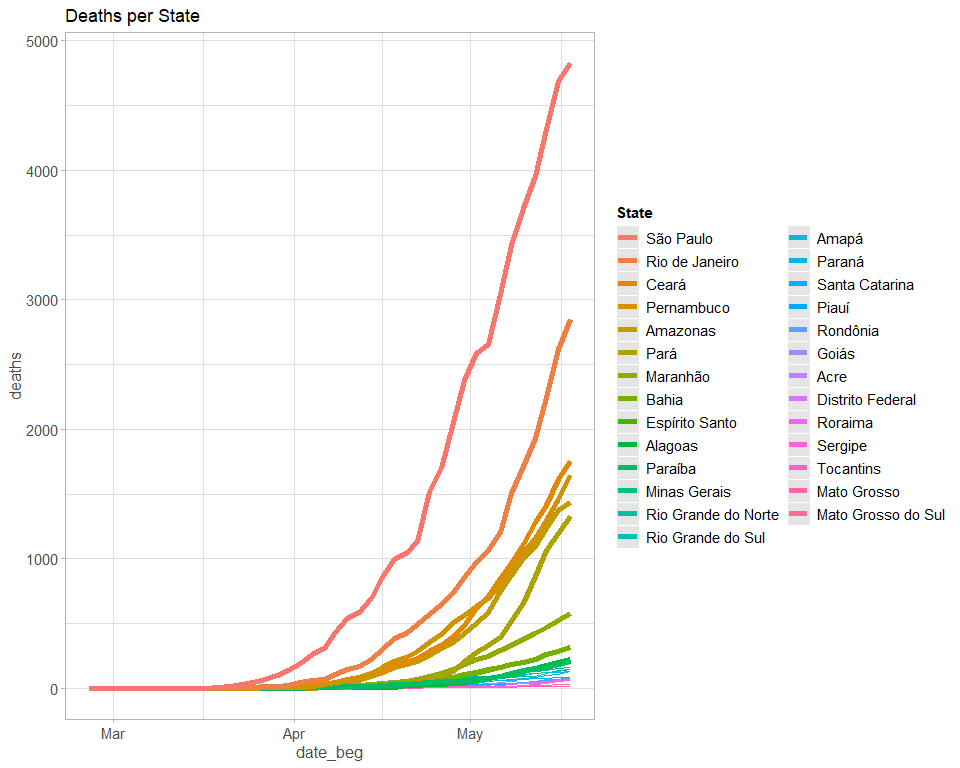 Deaths per State
5000
4000
3000
2000
1000
0
deaths
Mar
Apr
May
date_beg
State
São Paulo
Rio de Janeiro
Ceará
Pernambuco
Amazonas
Pará
Maranhão
Bahia
Espírito Santo
Alagoas
Paraíba
Minas Gerais
Rio Grande do Norte
Rio Grande do Sul
Amapá
Paraná
Santa Catarina
Piauí
Rondônia
Goiás
Acre
Distrito Federal
Roraima
Sergipe
Tocantins
Mato Grosso
Mato Grosso do Sul